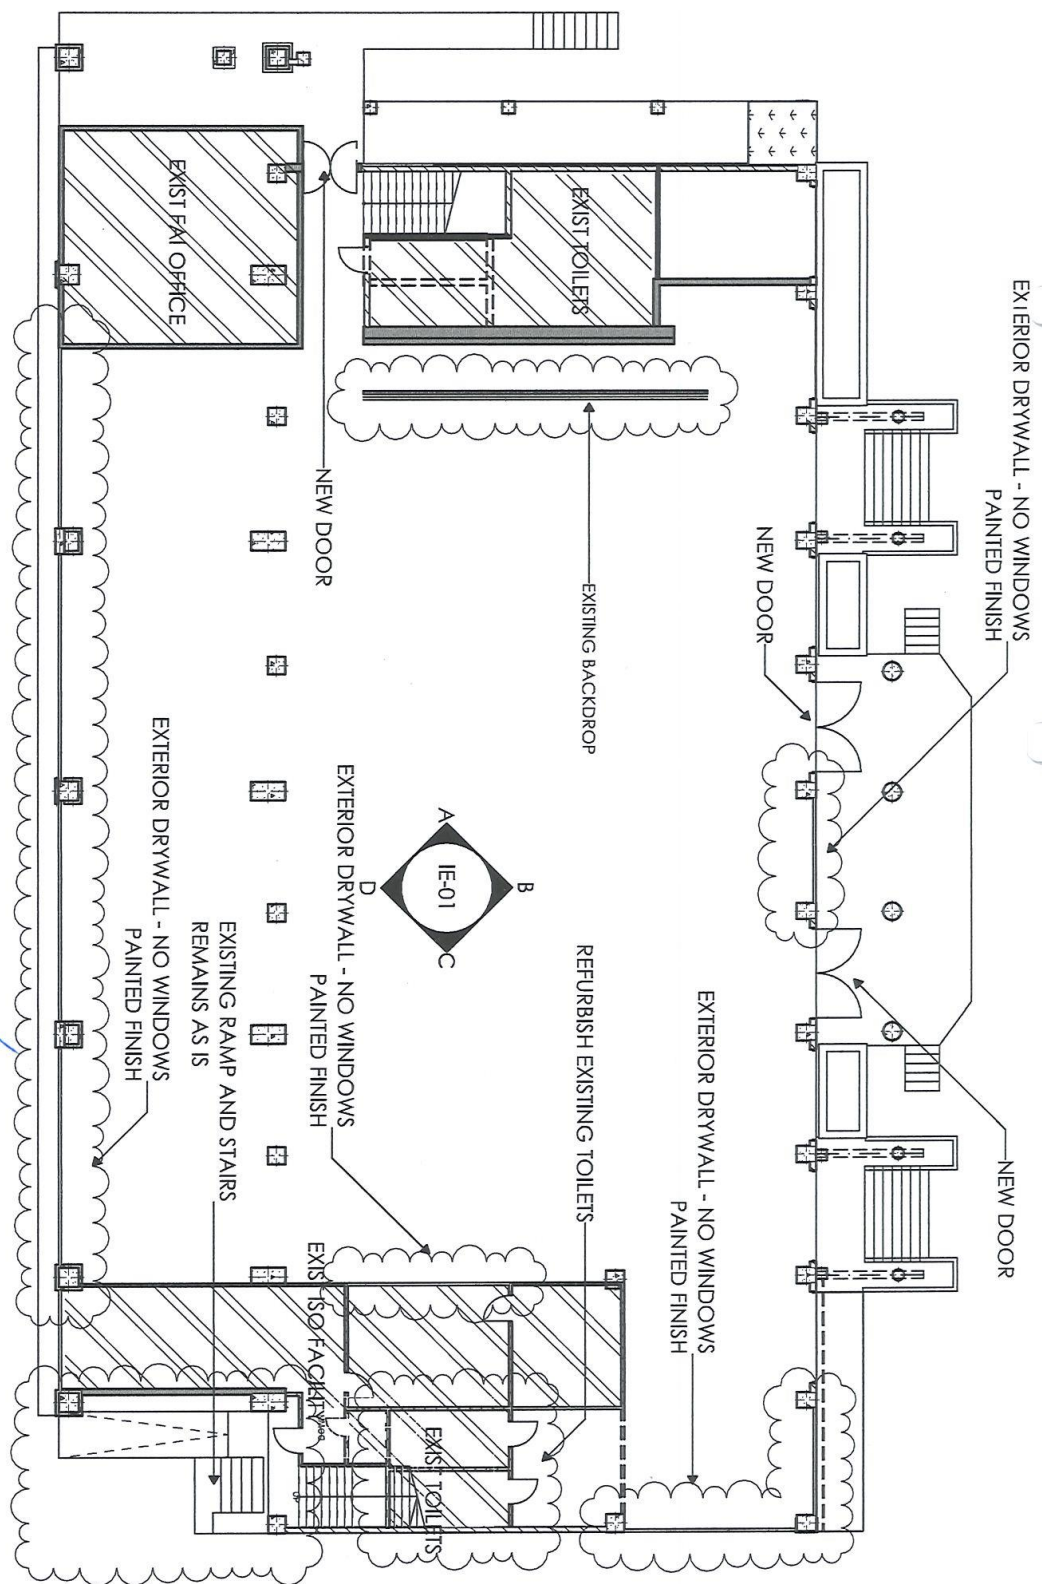 EXIST FAI OFFICE
EXIST TOILETS
NEW DOOR
EXISTING BACKDROP
EXTERIOR DRYWALL - NO WINDOWS
PAINTED FINISH
NEW DOOR
NEW DOOR
A
B
C
D
IE-01
EXTERIOR DRYWALL - NO WINDOWS
PAINTED FINISH
REFURBISH EXISTING TOILETS
EXTERIOR DRYWALL - NO WINDOWS
PAINTED FINISH
EXTERIOR DRYWALL - NO WINDOWS
PAINTED FINISH
EXISTING RAMP AND STAIRS
REMAINS AS IS
EXIST ISO FACILITY
EXIST TOILETS